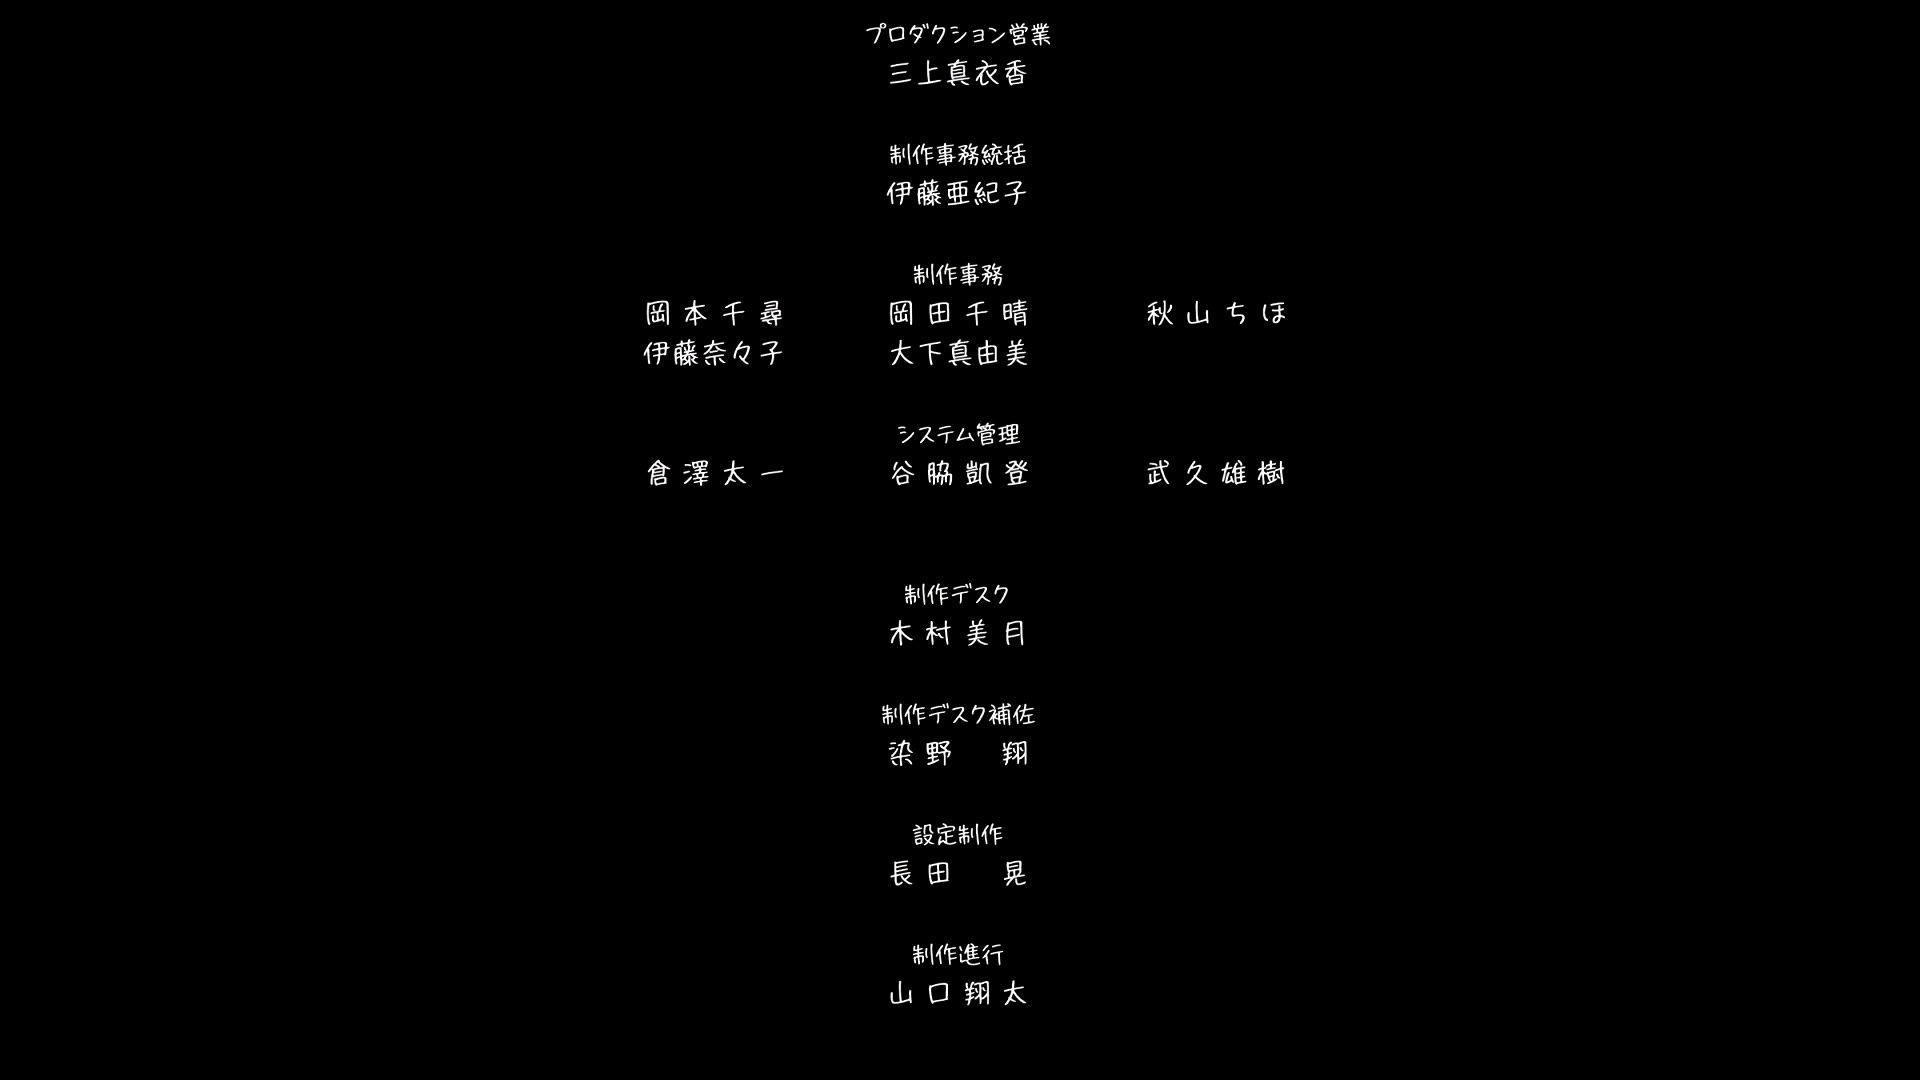 プロダクション営業
三上真衣香
制作事務統括
伊藤亜紀子
制作事務
岡本千尋 岡田千晴 秋山ちほ
伊藤奈々子 大下真由美
システム管理
倉澤太一 谷脇凱登 武久雄樹
制作デスク
木村美月
制作デスク補佐
染野 翔
設定制作
長田 晃
制作進行
山口翔太